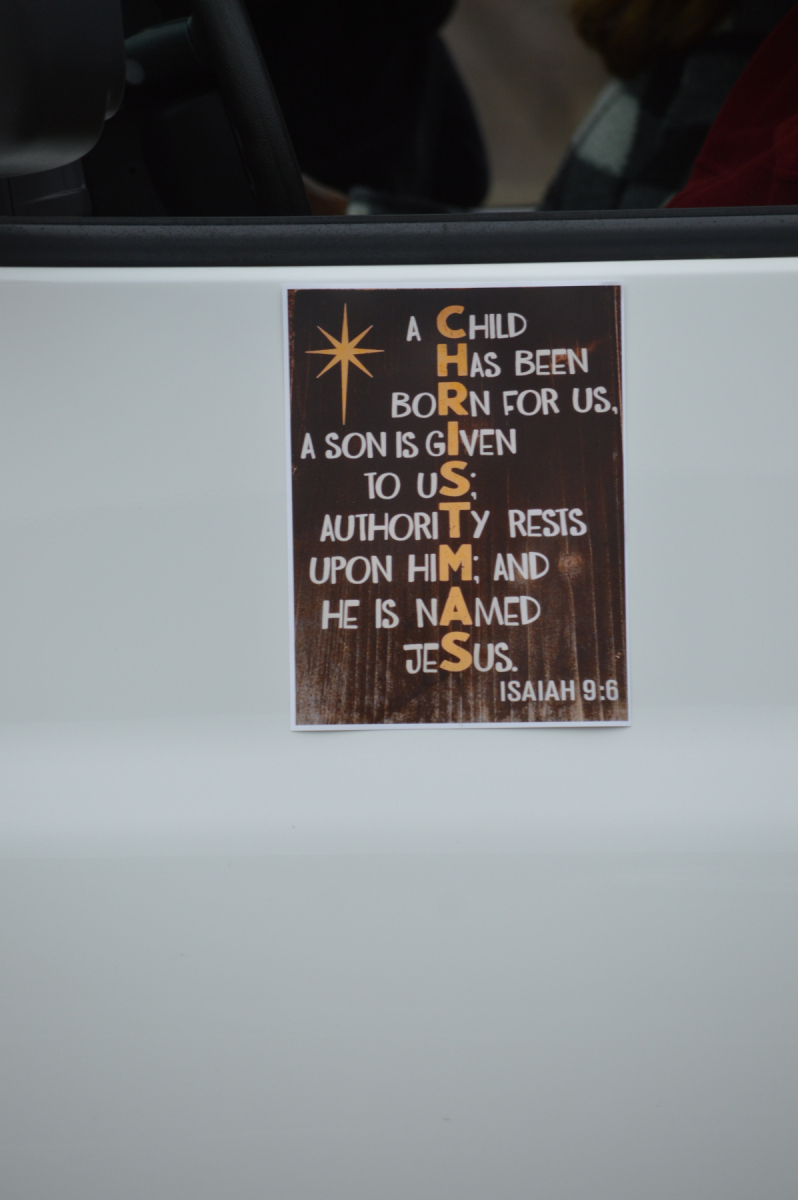 A CHILD
HAS BEEN
BORN FOR US,
A SON IS GIVEN
TO US;
AUTHORITY RESTS
UPON HIM; AND
HE IS NAMED
JESUS.
ISAIAH 9:6